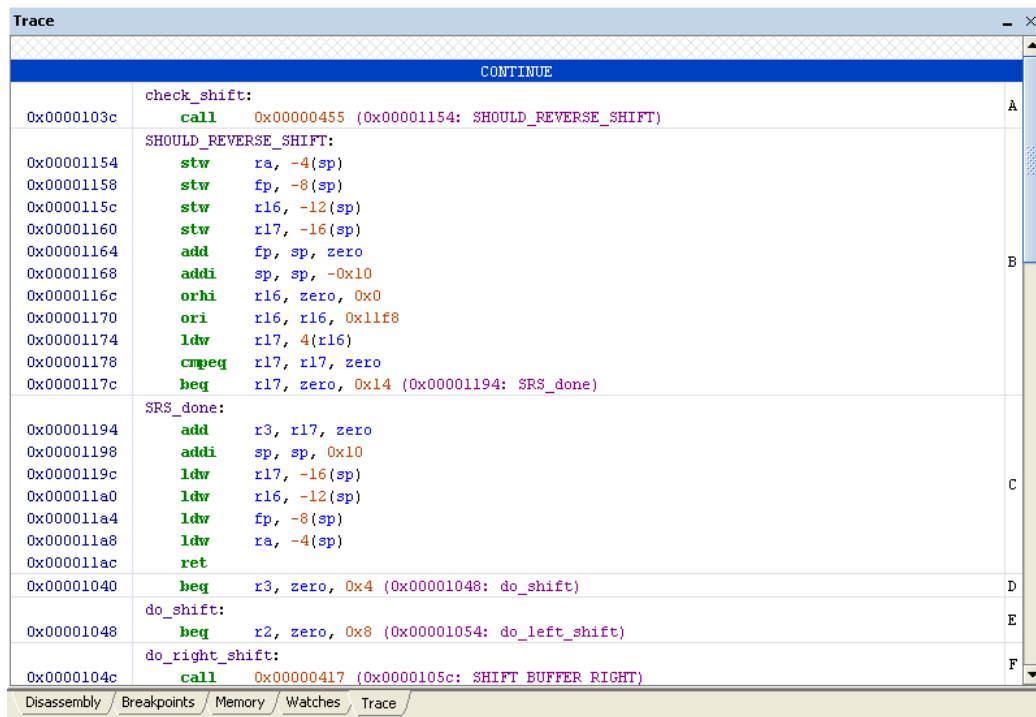 Trace
CONTINUE
check_shift:
0x0000103c call 0x00000455 (0x00001154: SHOULD_REVERSE_SHIFT)
A
SHOULD_REVERSE_SHIFT:
0x00001154 stw ra, -4(sp)
0x00001158 stw fp, -8(sp)
0x0000115c stw r16, -12(sp)
0x00001160 stw r17, -16(sp)
0x00001164 add fp, sp, zero
0x00001168 addi sp, sp, -0x10
0x0000116c orhi r16, zero, 0x0
0x00001170 ori r16, r16, 0x11f8
0x00001174 ldw r17, 4(r16)
0x00001178 cmpeq r17, r17, zero
0x0000117c beq r17, zero, 0x14 (0x00001194: SRS_done)
B
SRS_done:
0x00001194 add r3, r17, zero
0x00001198 addi sp, sp, 0x10
0x0000119c ldw r17, -16(sp)
0x000011a0 ldw r16, -12(sp)
0x000011a4 ldw fp, -8(sp)
0x000011a8 ldw ra, -4(sp)
0x000011ac ret
C
0x00001040 beq r3, zero, 0x4 (0x00001048: do_shift) D
do_shift:
0x00001048 beq r2, zero, 0x8 (0x00001054: do_left_shift)
E
do_right_shift:
0x0000104c call 0x00000417 (0x0000105c: SHIFT BUFFER RIGHT)
F
Disassembly Breakpoints Memory Watches Trace